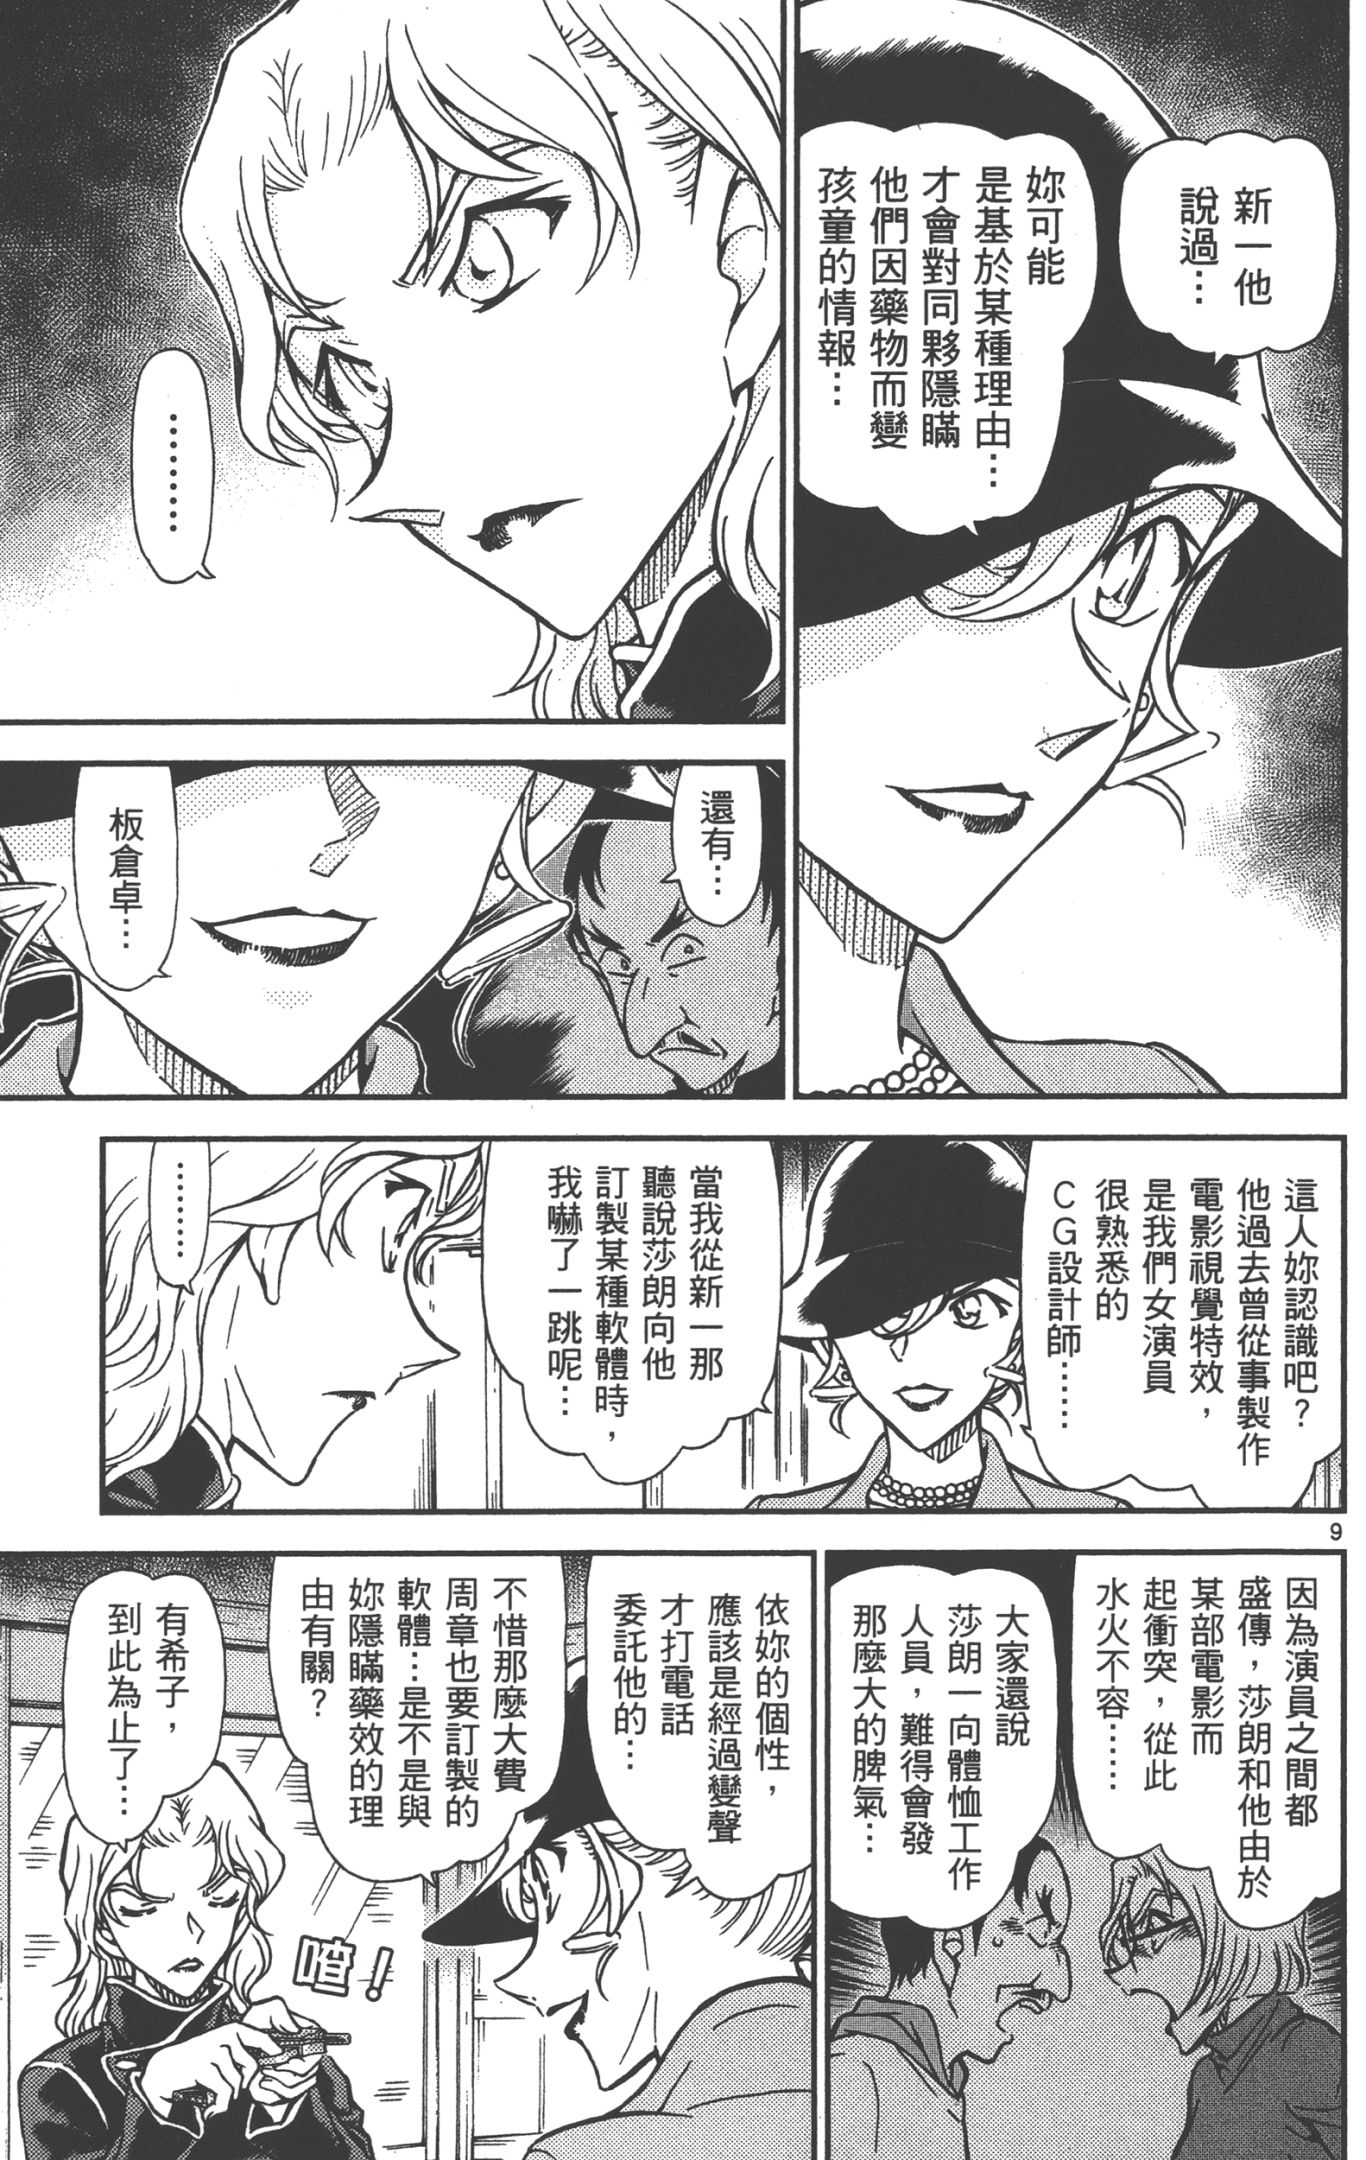 新一他
說過…
妳可能
是基於某種理由…
才會對同夥隱瞞
他們因藥物而變
孩童的情報…
………
還有…
板倉卓…
這人妳認識吧？
他過去曾從事製作
電影視覺特效，
是我們女演員
很熟悉的
CG設計師……
當我從新一那
聽說莎朗向他
訂製某種軟體時，
我嚇了一跳呢…
………
9
因為演員之間都
盛傳，莎朗和他由於
某部電影而
起衝突，從此
水火不容……
大家還說
莎朗一向體恤工作
人員，難得會發
那麼大的脾氣…
依妳的個性，
應該是經過變聲
才打電話
委託他的…
不惜那麼大費
周章也要訂製的
軟體…是不是與
妳隱瞞藥效的理
由有關？
有希子，
到此為止了…
喳！